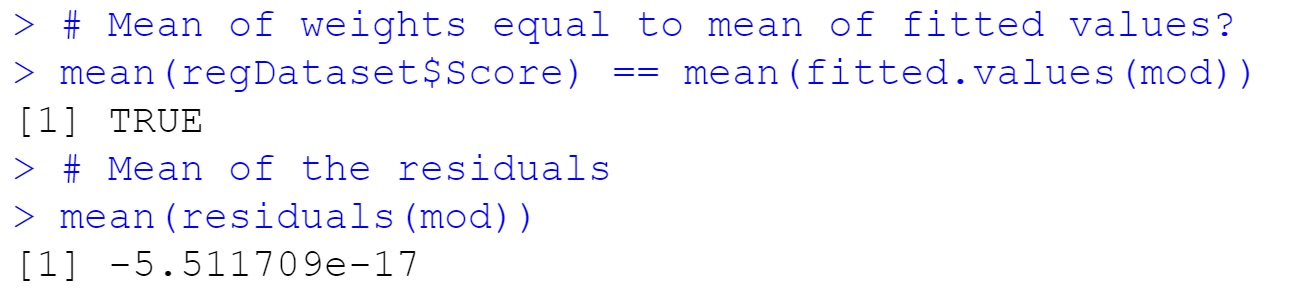 > # Mean of weights equal to mean of fitted values?
> mean(regDataset$Score) == mean(fitted.values(mod))
[1] TRUE
> # Mean of the residuals
> mean(residuals(mod))
[1] -5.511709e-17